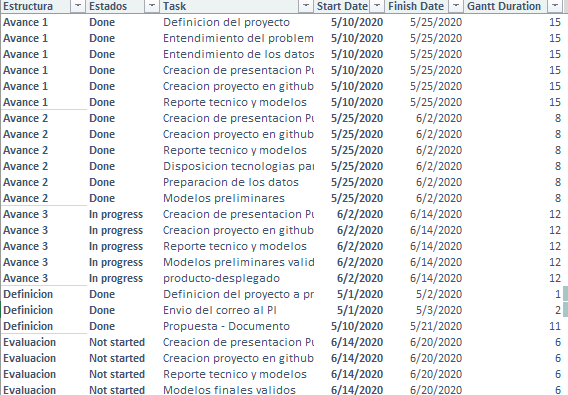 Estructura Estados Task Start Date Finish Date Gantt Duration
Avance 1 Done Definicion del proyecto 5/10/2020 5/25/2020 15
Avance 1 Done Entendimiento del problem 5/10/2020 5/25/2020 15
Avance 1 Done Entendimiento de los datos 5/10/2020 5/25/2020 15
Avance 1 Done Creacion de presentacion Pu 5/10/2020 5/25/2020 15
Avance 1 Done Creacion proyecto en github 5/10/2020 5/25/2020 15
Avance 1 Done Reporte tecnico y modelos 5/10/2020 5/25/2020 15
Avance 2 Done Creacion de presentacion Pu 5/25/2020 6/2/2020 8
Avance 2 Done Creacion proyecto en github 5/25/2020 6/2/2020 8
Avance 2 Done Reporte tecnico y modelos 5/25/2020 6/2/2020 8
Avance 2 Done Disposicion tecnologias par 5/25/2020 6/2/2020 8
Avance 2 Done Preparacion de los datos 5/25/2020 6/2/2020 8
Avance 2 Done Modelos preliminares 5/25/2020 6/2/2020 8
Avance 3 In progress Creacion de presentacion Pu 6/2/2020 6/14/2020 12
Avance 3 In progress Creacion proyecto en github 6/2/2020 6/14/2020 12
Avance 3 In progress Reporte tecnico y modelos 6/2/2020 6/14/2020 12
Avance 3 In progress Modelos preliminares valid 6/2/2020 6/14/2020 12
Avance 3 In progress producto-desplegado 6/2/2020 6/14/2020 12
Definicion Done Definicion del proyecto a pr 5/1/2020 5/2/2020 1
Definicion Done Envio del correo al PI 5/1/2020 5/3/2020 2
Definicion Done Propuesta - Documento 5/10/2020 5/21/2020 11
Evaluacion Not started Creacion de presentacion Pu 6/14/2020 6/20/2020 6
Evaluacion Not started Creacion proyecto en github 6/14/2020 6/20/2020 6
Evaluacion Not started Reporte tecnico y modelos 6/14/2020 6/20/2020 6
Evaluacion Not started Modelos finales validos 6/14/2020 6/20/2020 6